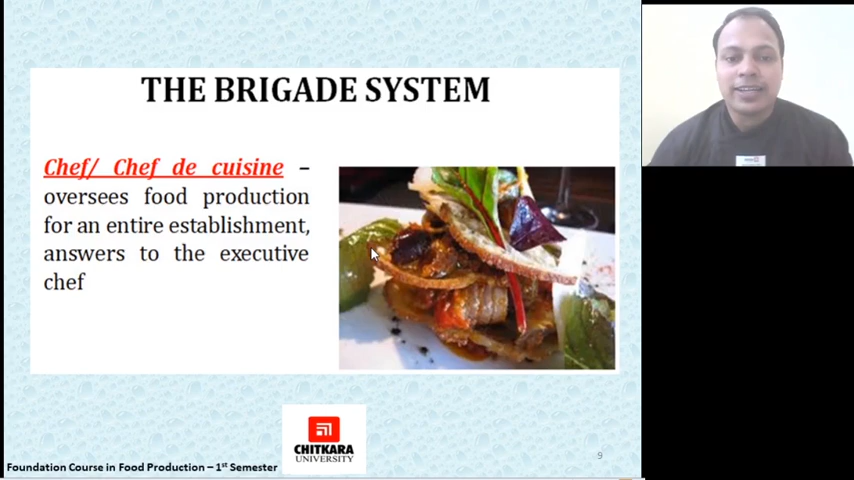 THE BRIGADE SYSTEM
Chef/ Chef de cuisine –
oversees food production
for an entire establishment,
answers to the executive
chef
CHITKARA
UNIVERSITY
9
Foundation Course in Food Production – 1st Semester